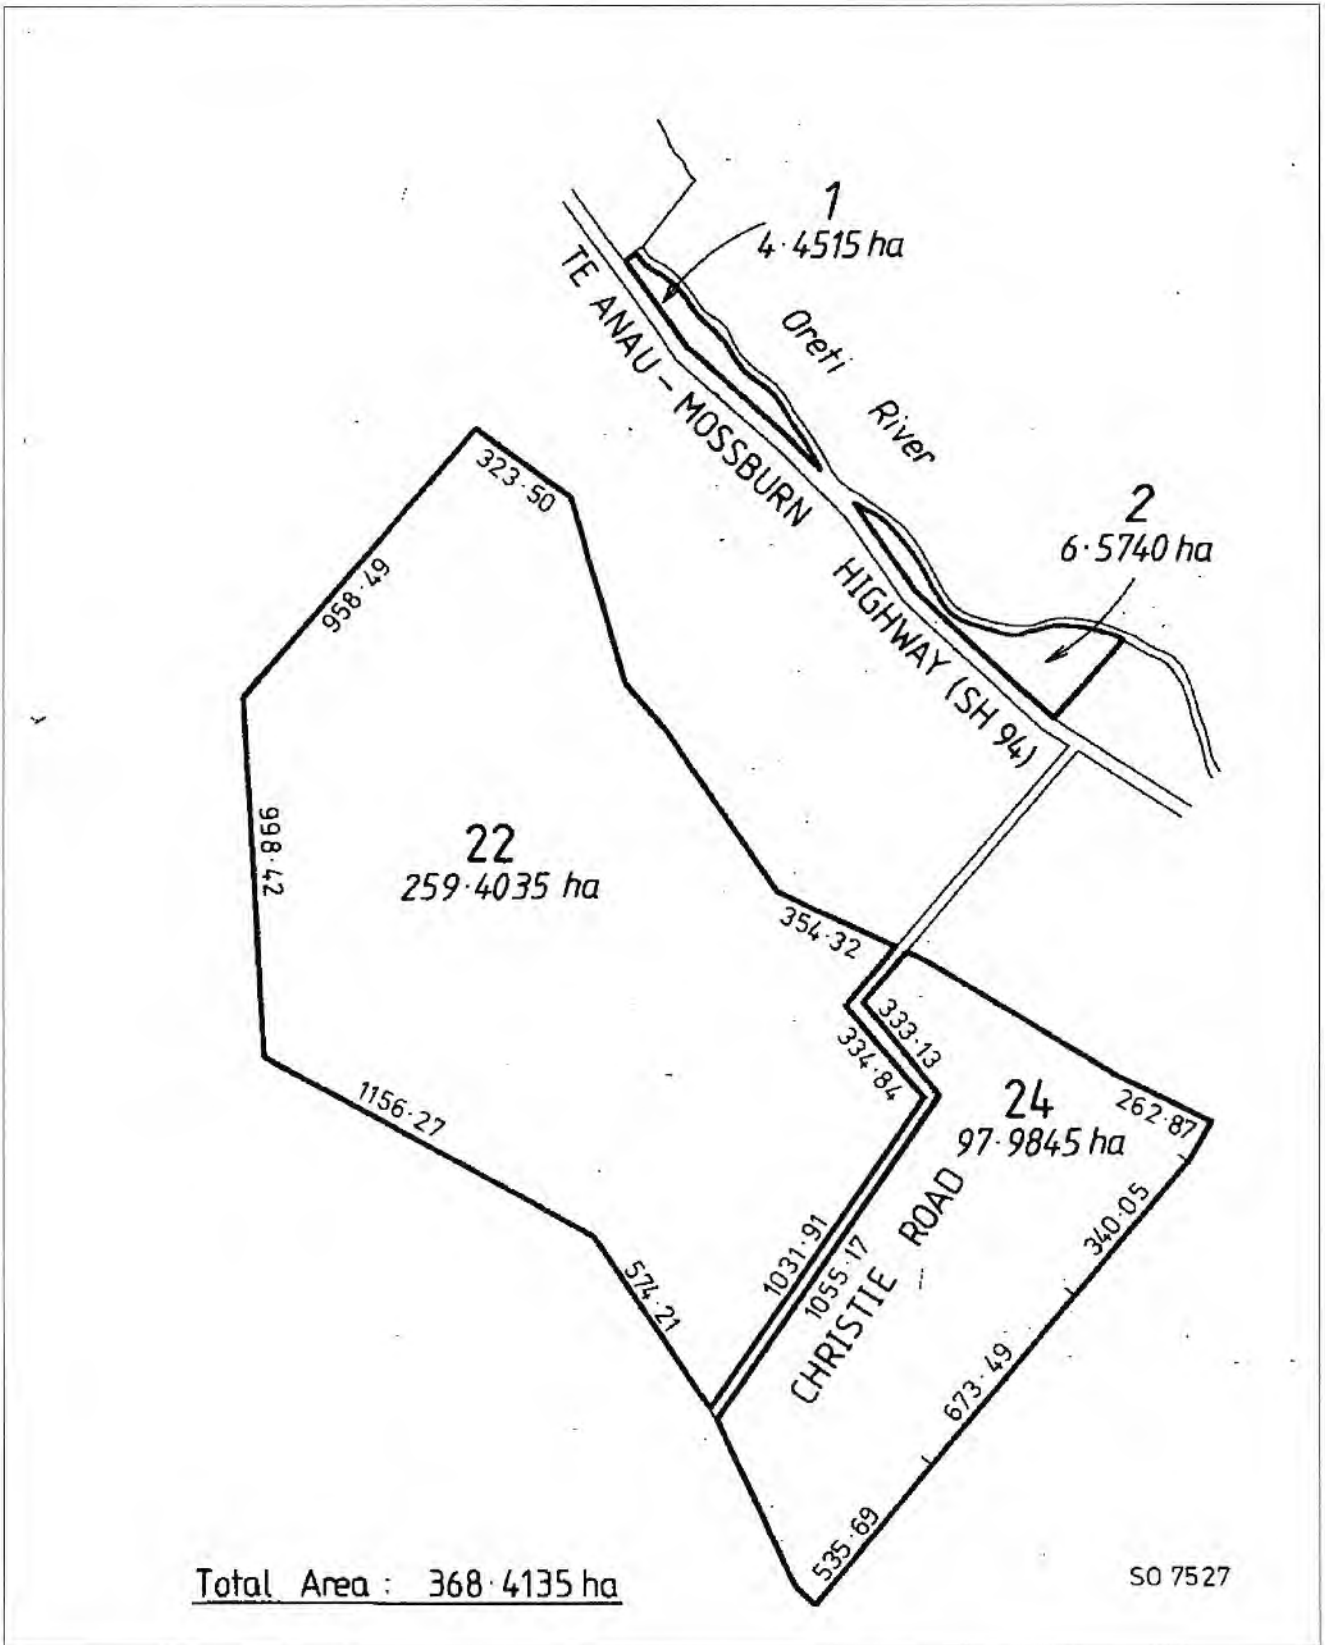 1
4·4515 ha
Oreti River
TE ANAU – MOSSBURN HIGHWAY (SH 94)
2
6·5740 ha
323·50
958·49
998·42
22
259·4035 ha
354·32
333·13
334·84
24
97·9845 ha
262·87
1156·27
340·05
574·21
1031·91
1055·17
CHRISTIE ROAD
673·49
535·69
Total Area : 368·4135 ha
SO 7527